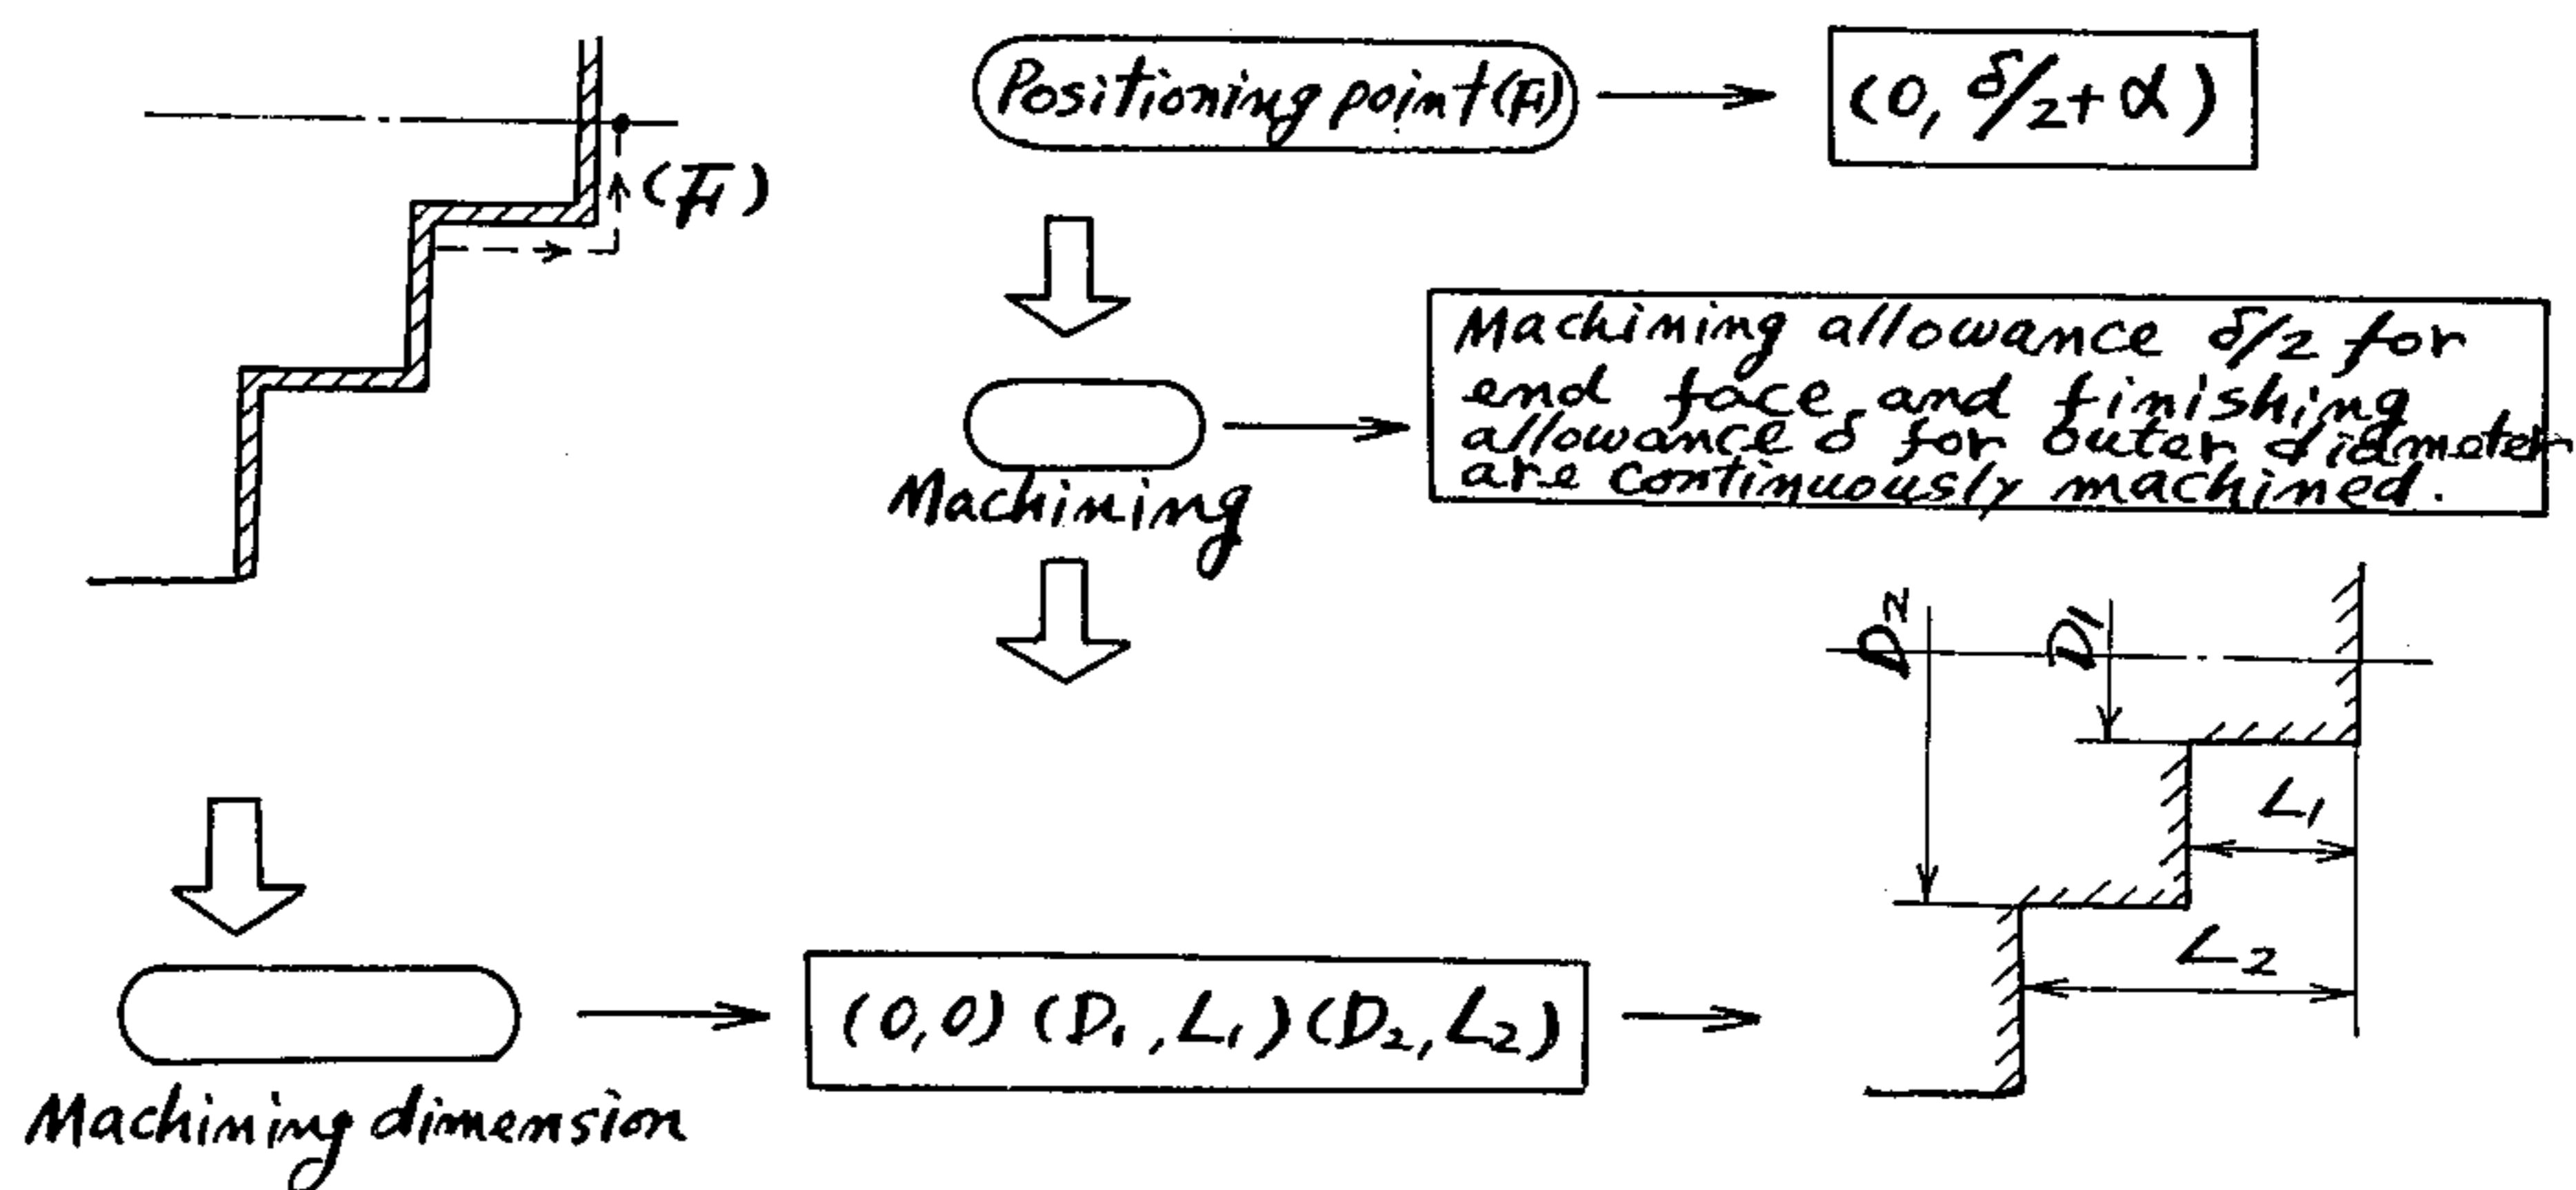 Positioning point (F₁)
(0, δ/2+α)
(F₁)
Machining allowance δ/2 for
end face and finishing
allowance δ for outer diameter
are continuously machined.
Machining
D₂
D₁
L₁
L₂
(0,0) (D₁, L₁) (D₂, L₂)
Machining dimension